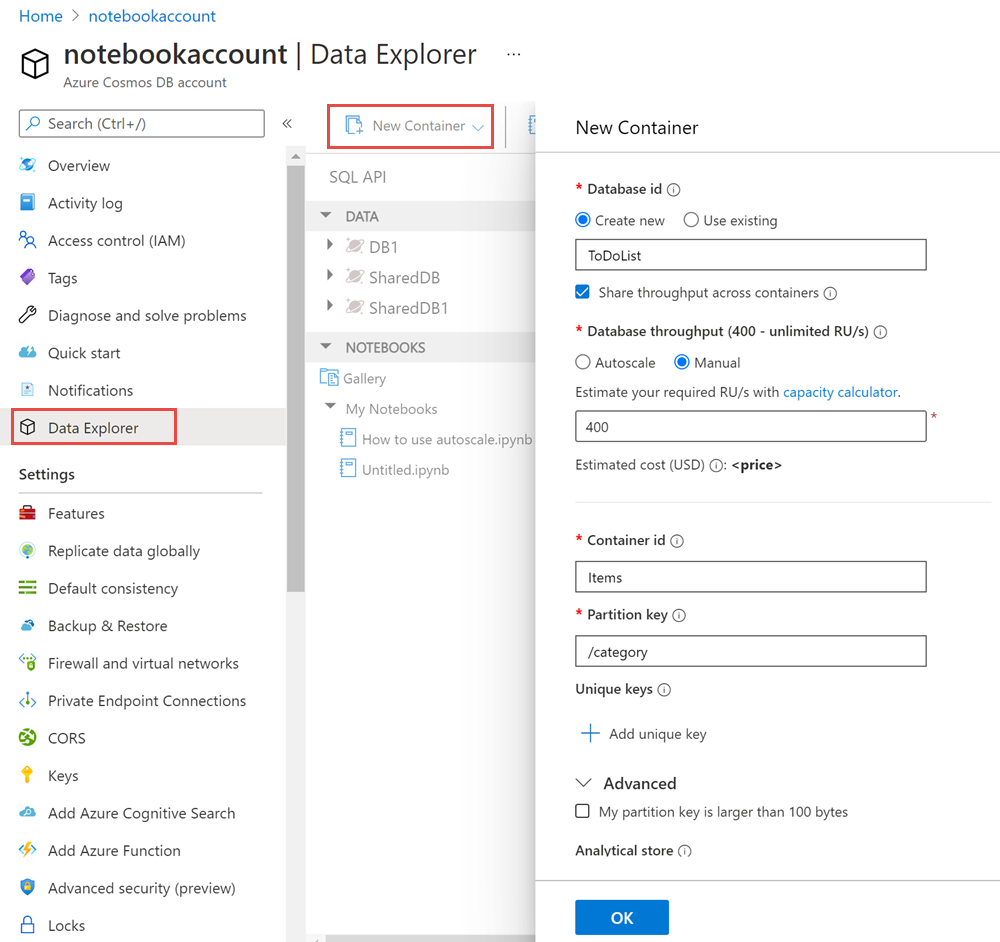 Home > notebookaccount
notebookaccount | Data Explorer ...
Azure Cosmos DB account
Search (Ctrl+/)
«
Overview
Activity log
Access control (IAM)
Tags
Diagnose and solve problems
Quick start
Notifications
Data Explorer
Settings
Features
Replicate data globally
Default consistency
Backup & Restore
Firewall and virtual networks
Private Endpoint Connections
CORS
Keys
Add Azure Cognitive Search
Add Azure Function
Advanced security (preview)
Locks
New Container
SQL API
DATA
DB1
SharedDB
SharedDB1
NOTEBOOKS
Gallery
My Notebooks
How to use autoscale.ipynb
Untitled.ipynb
New Container
* Database id
Create new Use existing
ToDoList
Share throughput across containers
* Database throughput (400 - unlimited RU/s)
Autoscale Manual
Estimate your required RU/s with capacity calculator.
400 *
Estimated cost (USD) : <price>
* Container id
Items
* Partition key
/category
Unique keys
Add unique key
Advanced
My partition key is larger than 100 bytes
Analytical store
OK